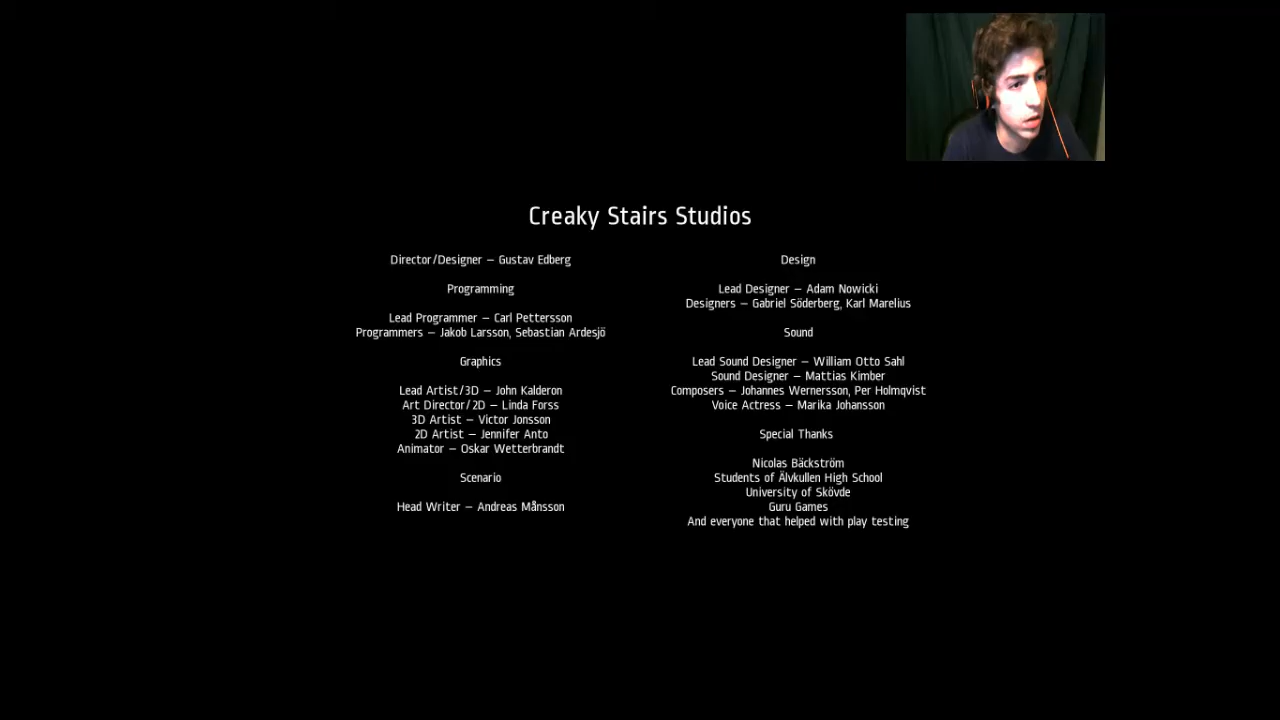 Creaky Stairs Studios
Director/Designer – Gustav Edberg
Programming
Lead Programmer – Carl Pettersson
Programmers – Jakob Larsson, Sebastian Ardesjö
Graphics
Lead Artist/3D – John Kalderon
Art Director/2D – Linda Forss
3D Artist – Victor Jonsson
2D Artist – Jennifer Anto
Animator – Oskar Wetterbrandt
Scenario
Head Writer – Andreas Månsson
Design
Lead Designer – Adam Nowicki
Designers – Gabriel Söderberg, Karl Marelius
Sound
Lead Sound Designer – William Otto Sahl
Sound Designer – Mattias Kimber
Composers – Johannes Wernersson, Per Holmqvist
Voice Actress – Marika Johansson
Special Thanks
Nicolas Bäckström
Students of Älvkullen High School
University of Skövde
Guru Games
And everyone that helped with play testing